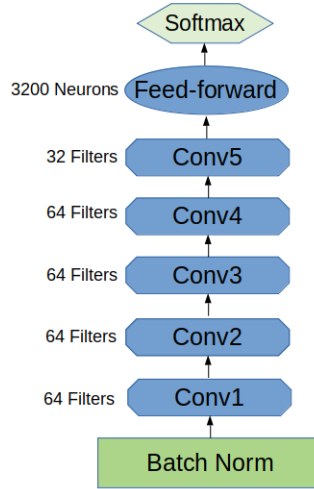 Softmax
3200 Neurons Feed-forward
32 Filters Conv5
64 Filters Conv4
64 Filters Conv3
64 Filters Conv2
64 Filters Conv1
Batch Norm